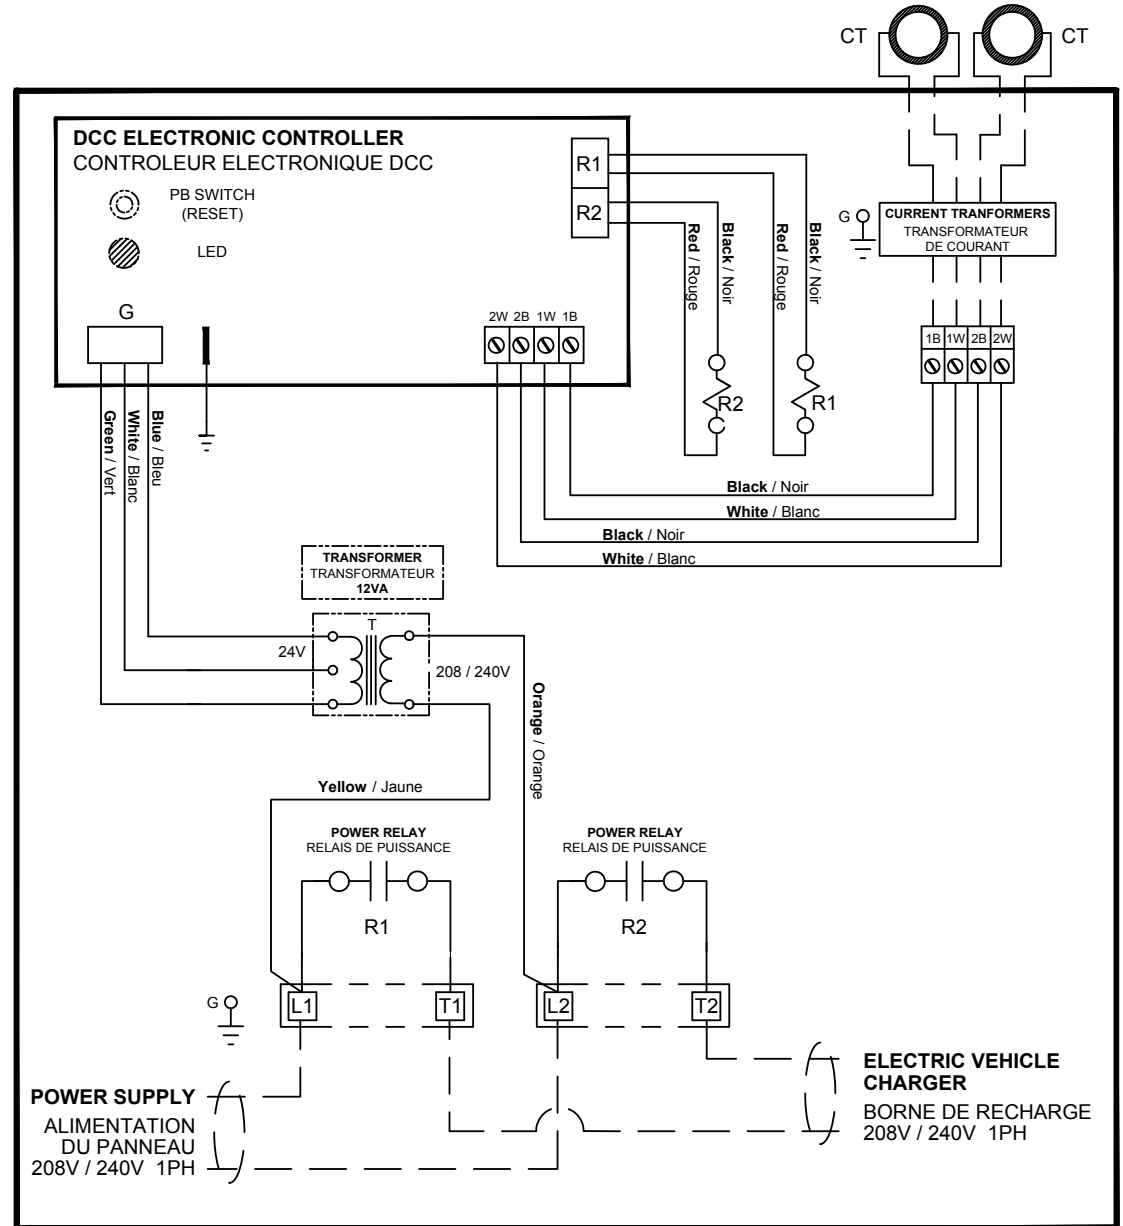 CT
CT
DCC ELECTRONIC CONTROLLER
CONTROLEUR ELECTRONIQUE DCC
PB SWITCH
(RESET)
LED
G
R1
R2
2W 2B 1W 1B
Red / Rouge
Black / Noir
Red / Rouge
Black / Noir
R2
R1
G
CURRENT TRANFORMERS
TRANSFORMATEUR
DE COURANT
1B 1W 2B 2W
Green / Vert
White / Blanc
Blue / Bleu
Black / Noir
White / Blanc
Black / Noir
White / Blanc
TRANSFORMER
TRANSFORMATEUR
12VA
T
24V
208 / 240V
Orange / Orange
Yellow / Jaune
POWER RELAY
RELAIS DE PUISSANCE
R1
POWER RELAY
RELAIS DE PUISSANCE
R2
G
L1
T1
L2
T2
POWER SUPPLY
ALIMENTATION
DU PANNEAU
208V / 240V 1PH
ELECTRIC VEHICLE
CHARGER
BORNE DE RECHARGE
208V / 240V 1PH